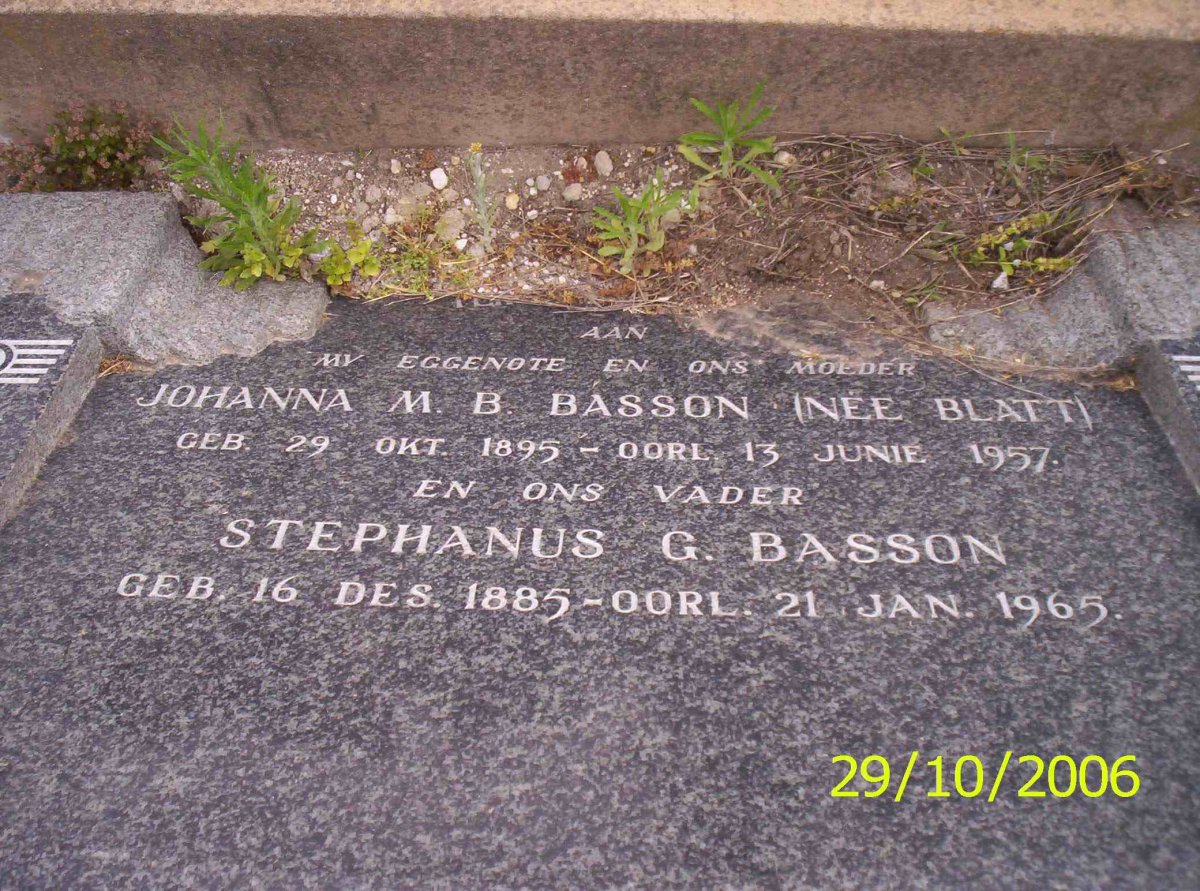 AAN
MY EGGENOTE EN ONS MOEDER
JOHANNA M. B. BASSON (NÉE BLATT)
GEB. 29 OKT. 1895 - OORL. 13 JUNIE 1957.
EN ONS VADER
STEPHANUS G. BASSON
GEB. 16 DES. 1885 - OORL. 21 JAN. 1965.
29/10/2006